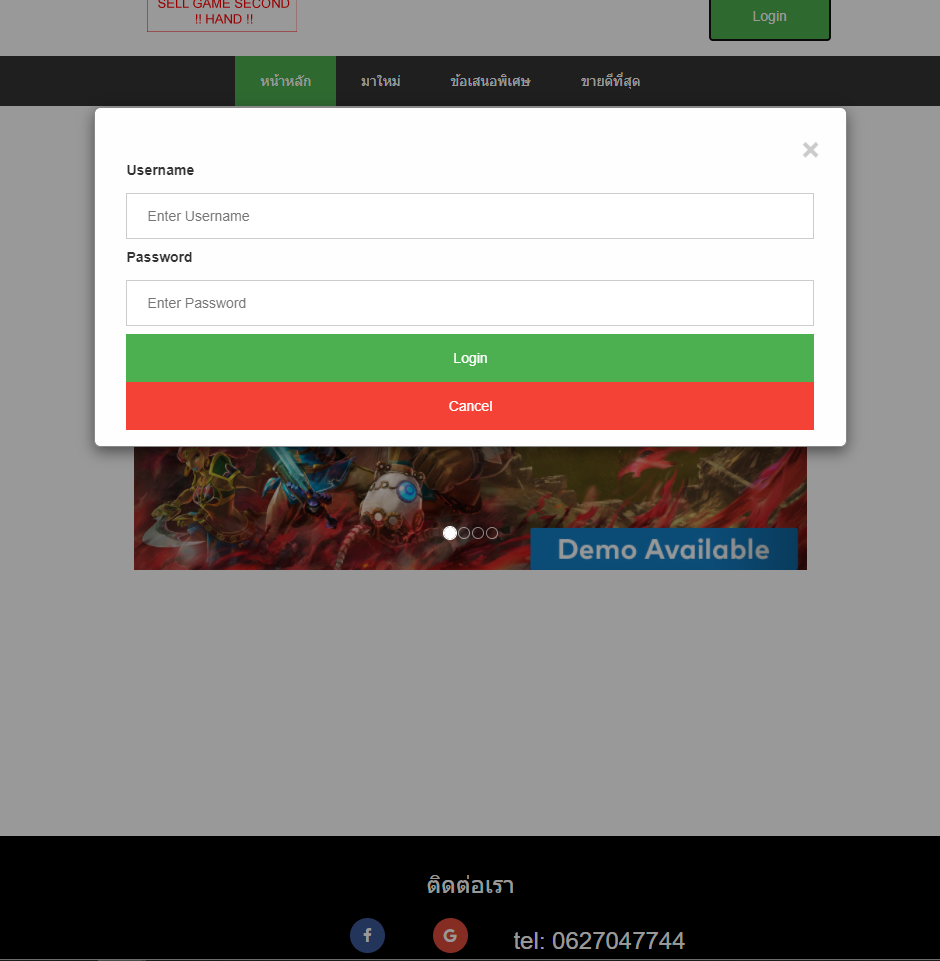 SELL GAME SECOND
!! HAND !!
Login
หน้าหลัก มาใหม่ ข้อเสนอพิเศษ ขายดีที่สุด
×
Username
Enter Username
Password
Enter Password
Login
Cancel
Demo Available
ติดต่อเรา
f G tel: 0627047744